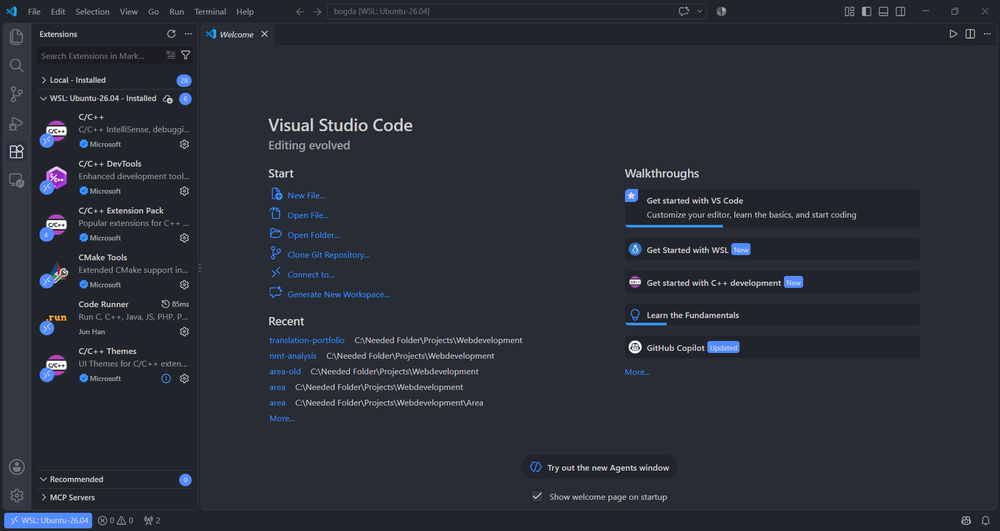 File Edit Selection View Go Run Terminal Help
bogda [WSL: Ubuntu-26.04]
Extensions
Search Extensions in Mark...
Local - Installed 28
WSL: Ubuntu-26.04 - Installed 6
C/C++
C/C++ IntelliSense, debuggi...
Microsoft
C/C++ DevTools
Enhanced development tool...
Microsoft
C/C++ Extension Pack
Popular extensions for C++ ...
4
Microsoft
CMake Tools
Extended CMake support in...
Microsoft
Code Runner 85ms
.run
Run C, C++, Java, JS, PHP, P...
Jun Han
C/C++ Themes
UI Themes for C/C++ exten...
Microsoft
Recommended 0
MCP Servers
Welcome
Visual Studio Code
Editing evolved
Start
New File...
Open File...
Open Folder...
Clone Git Repository...
Connect to...
Generate New Workspace...
Recent
translation-portfolio C:\Needed Folder\Projects\Webdevelopment
nmt-analysis C:\Needed Folder\Projects\Webdevelopment
area-old C:\Needed Folder\Projects\Webdevelopment
area C:\Needed Folder\Projects\Webdevelopment
area C:\Needed Folder\Projects\Webdevelopment\Area
More...
Walkthroughs
Get started with VS Code
Customize your editor, learn the basics, and start coding
Get Started with WSL New
Get started with C++ development New
Learn the Fundamentals
GitHub Copilot Updated
More...
Try out the new Agents window
Show welcome page on startup
WSL: Ubuntu-26.04 0 0 2